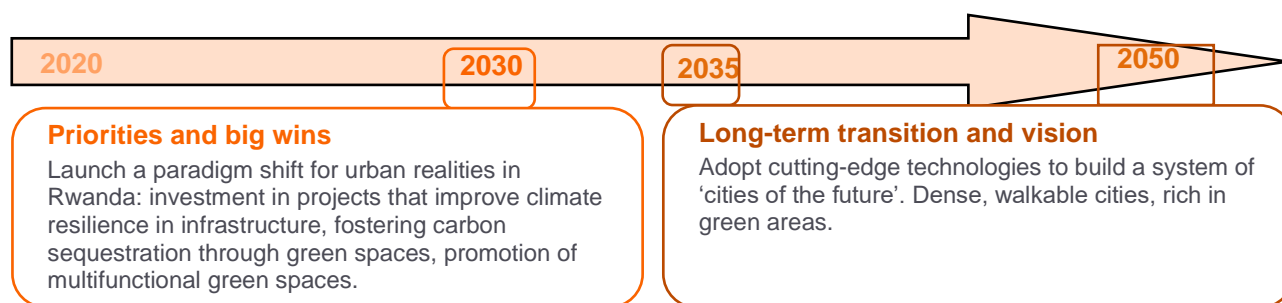 2020
2030
2035
2050
Priorities and big wins
Launch a paradigm shift for urban realities in
Rwanda: investment in projects that improve climate
resilience in infrastructure, fostering carbon
sequestration through green spaces, promotion of
multifunctional green spaces.
Long-term transition and vision
Adopt cutting-edge technologies to build a system of
‘cities of the future’. Dense, walkable cities, rich in
green areas.